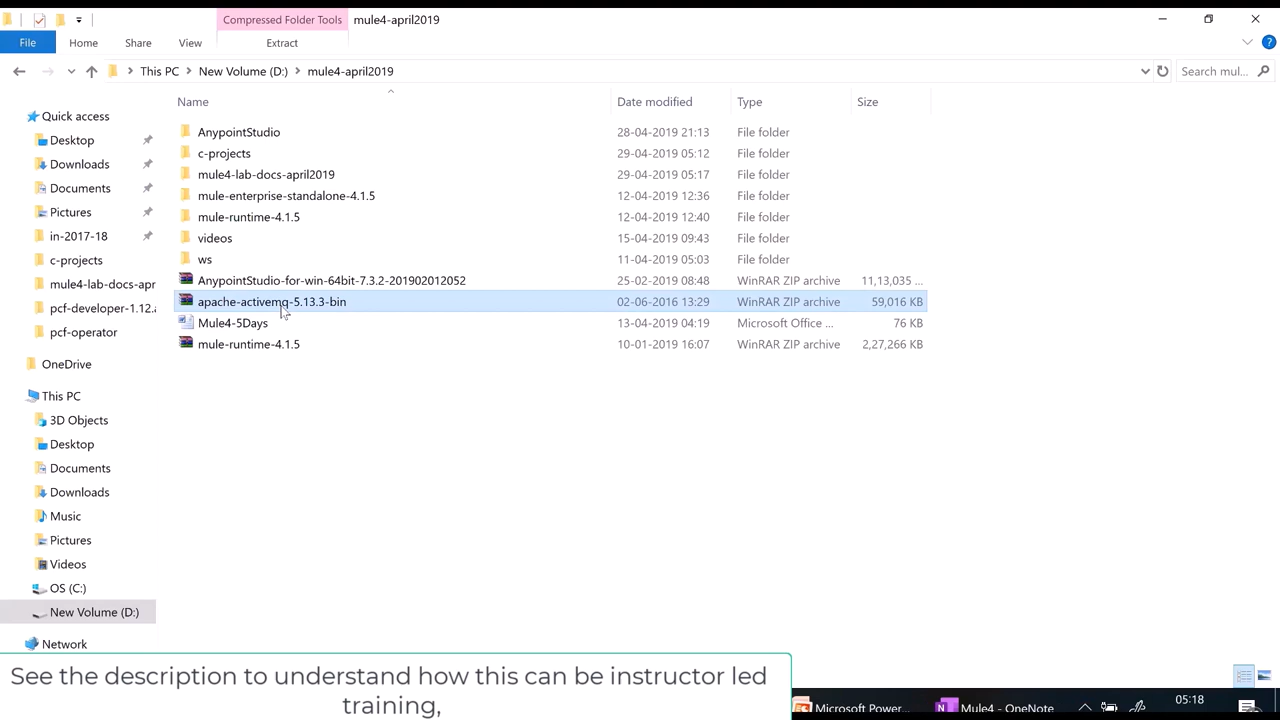 Compressed Folder Tools
mule4-april2019
File
Home
Share
View
Extract
This PC
New Volume (D:)
mule4-april2019
Search mul...
Name
Date modified
Type
Size
Quick access
Desktop
Downloads
Documents
Pictures
in-2017-18
c-projects
mule4-lab-docs-apr
pcf-developer-1.12.
pcf-operator
OneDrive
This PC
3D Objects
Desktop
Documents
Downloads
Music
Pictures
Videos
OS (C:)
New Volume (D:)
Network
AnypointStudio 28-04-2019 21:13 File folder
c-projects 29-04-2019 05:12 File folder
mule4-lab-docs-april2019 29-04-2019 05:17 File folder
mule-enterprise-standalone-4.1.5 12-04-2019 12:36 File folder
mule-runtime-4.1.5 12-04-2019 12:40 File folder
videos 15-04-2019 09:43 File folder
ws 11-04-2019 05:03 File folder
AnypointStudio-for-win-64bit-7.3.2-201902012052 25-02-2019 08:48 WinRAR ZIP archive 11,13,035 ...
apache-activemq-5.13.3-bin 02-06-2016 13:29 WinRAR ZIP archive 59,016 KB
Mule4-5Days 13-04-2019 04:19 Microsoft Office ... 76 KB
mule-runtime-4.1.5 10-01-2019 16:07 WinRAR ZIP archive 2,27,266 KB
See the description to understand how this can be instructor led
training,
Microsoft Power...
Mule4 - OneNote
05:18